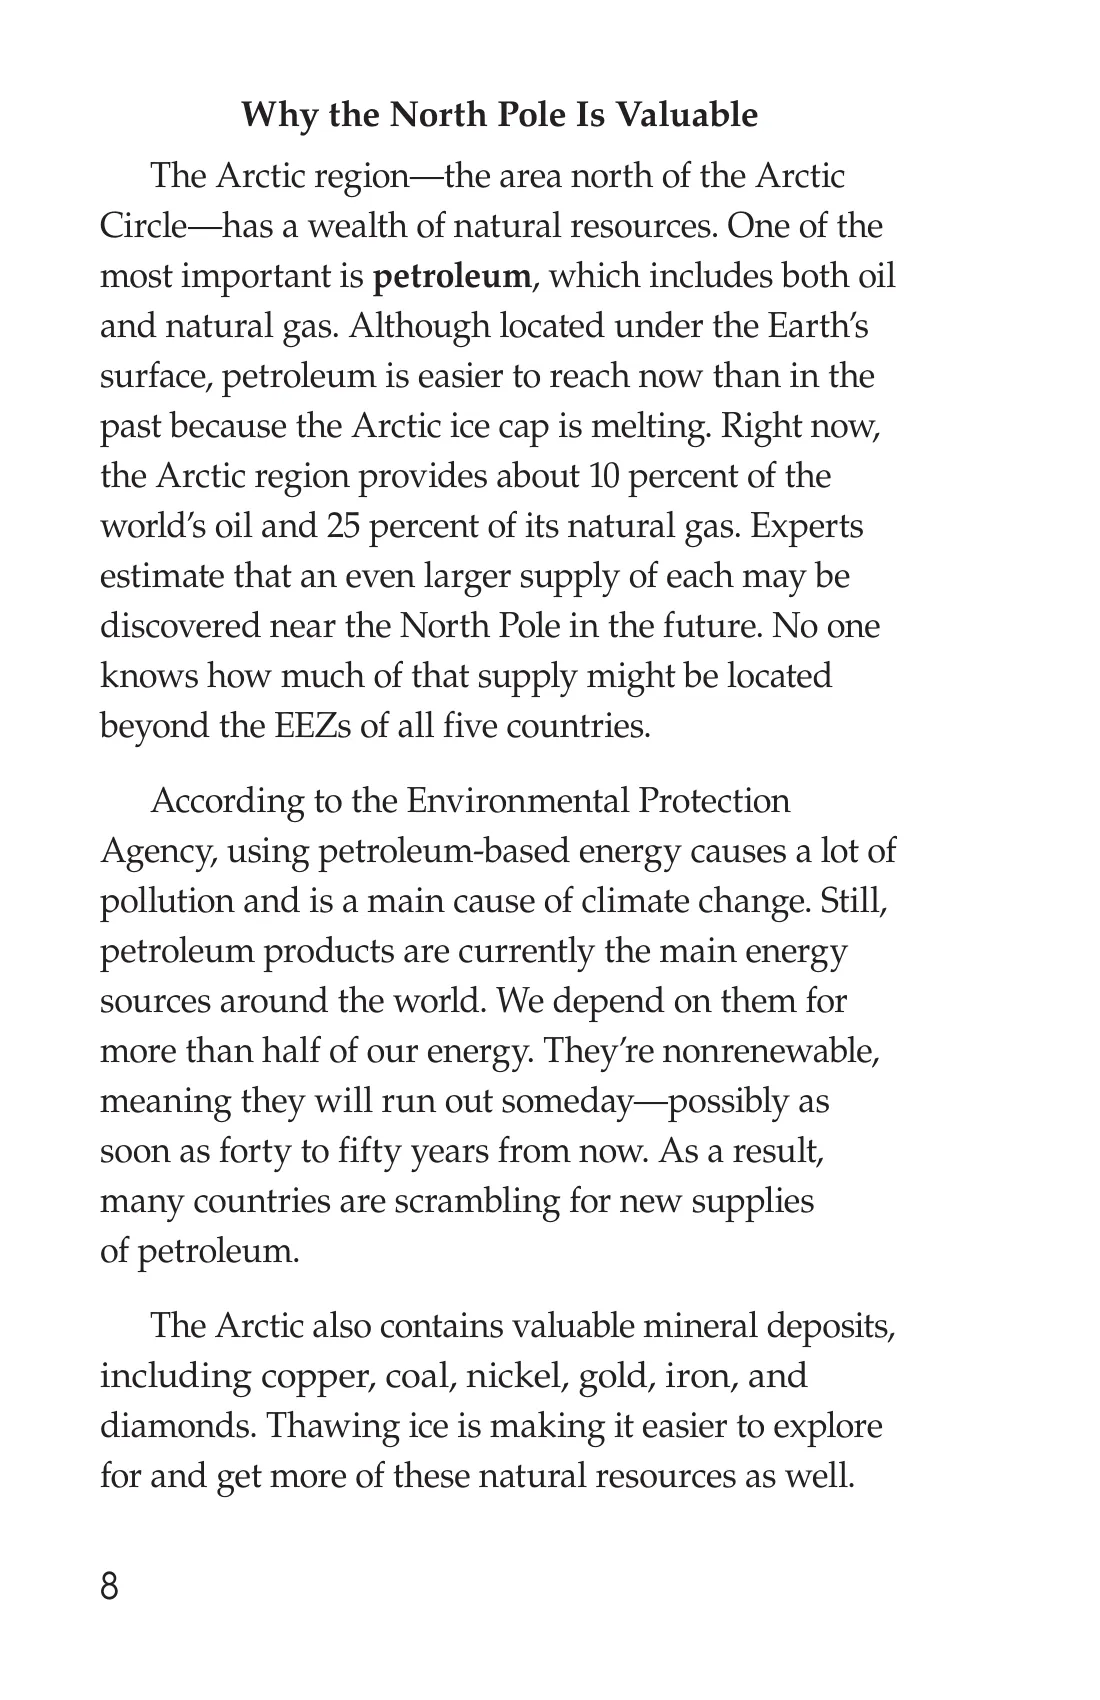 Why the North Pole Is Valuable
The Arctic region—the area north of the Arctic
Circle—has a wealth of natural resources. One of the
most important is petroleum, which includes both oil
and natural gas. Although located under the Earth’s
surface, petroleum is easier to reach now than in the
past because the Arctic ice cap is melting. Right now,
the Arctic region provides about 10 percent of the
world’s oil and 25 percent of its natural gas. Experts
estimate that an even larger supply of each may be
discovered near the North Pole in the future. No one
knows how much of that supply might be located
beyond the EEZs of all five countries.
According to the Environmental Protection
Agency, using petroleum-based energy causes a lot of
pollution and is a main cause of climate change. Still,
petroleum products are currently the main energy
sources around the world. We depend on them for
more than half of our energy. They’re nonrenewable,
meaning they will run out someday—possibly as
soon as forty to fifty years from now. As a result,
many countries are scrambling for new supplies
of petroleum.
The Arctic also contains valuable mineral deposits,
including copper, coal, nickel, gold, iron, and
diamonds. Thawing ice is making it easier to explore
for and get more of these natural resources as well.
8